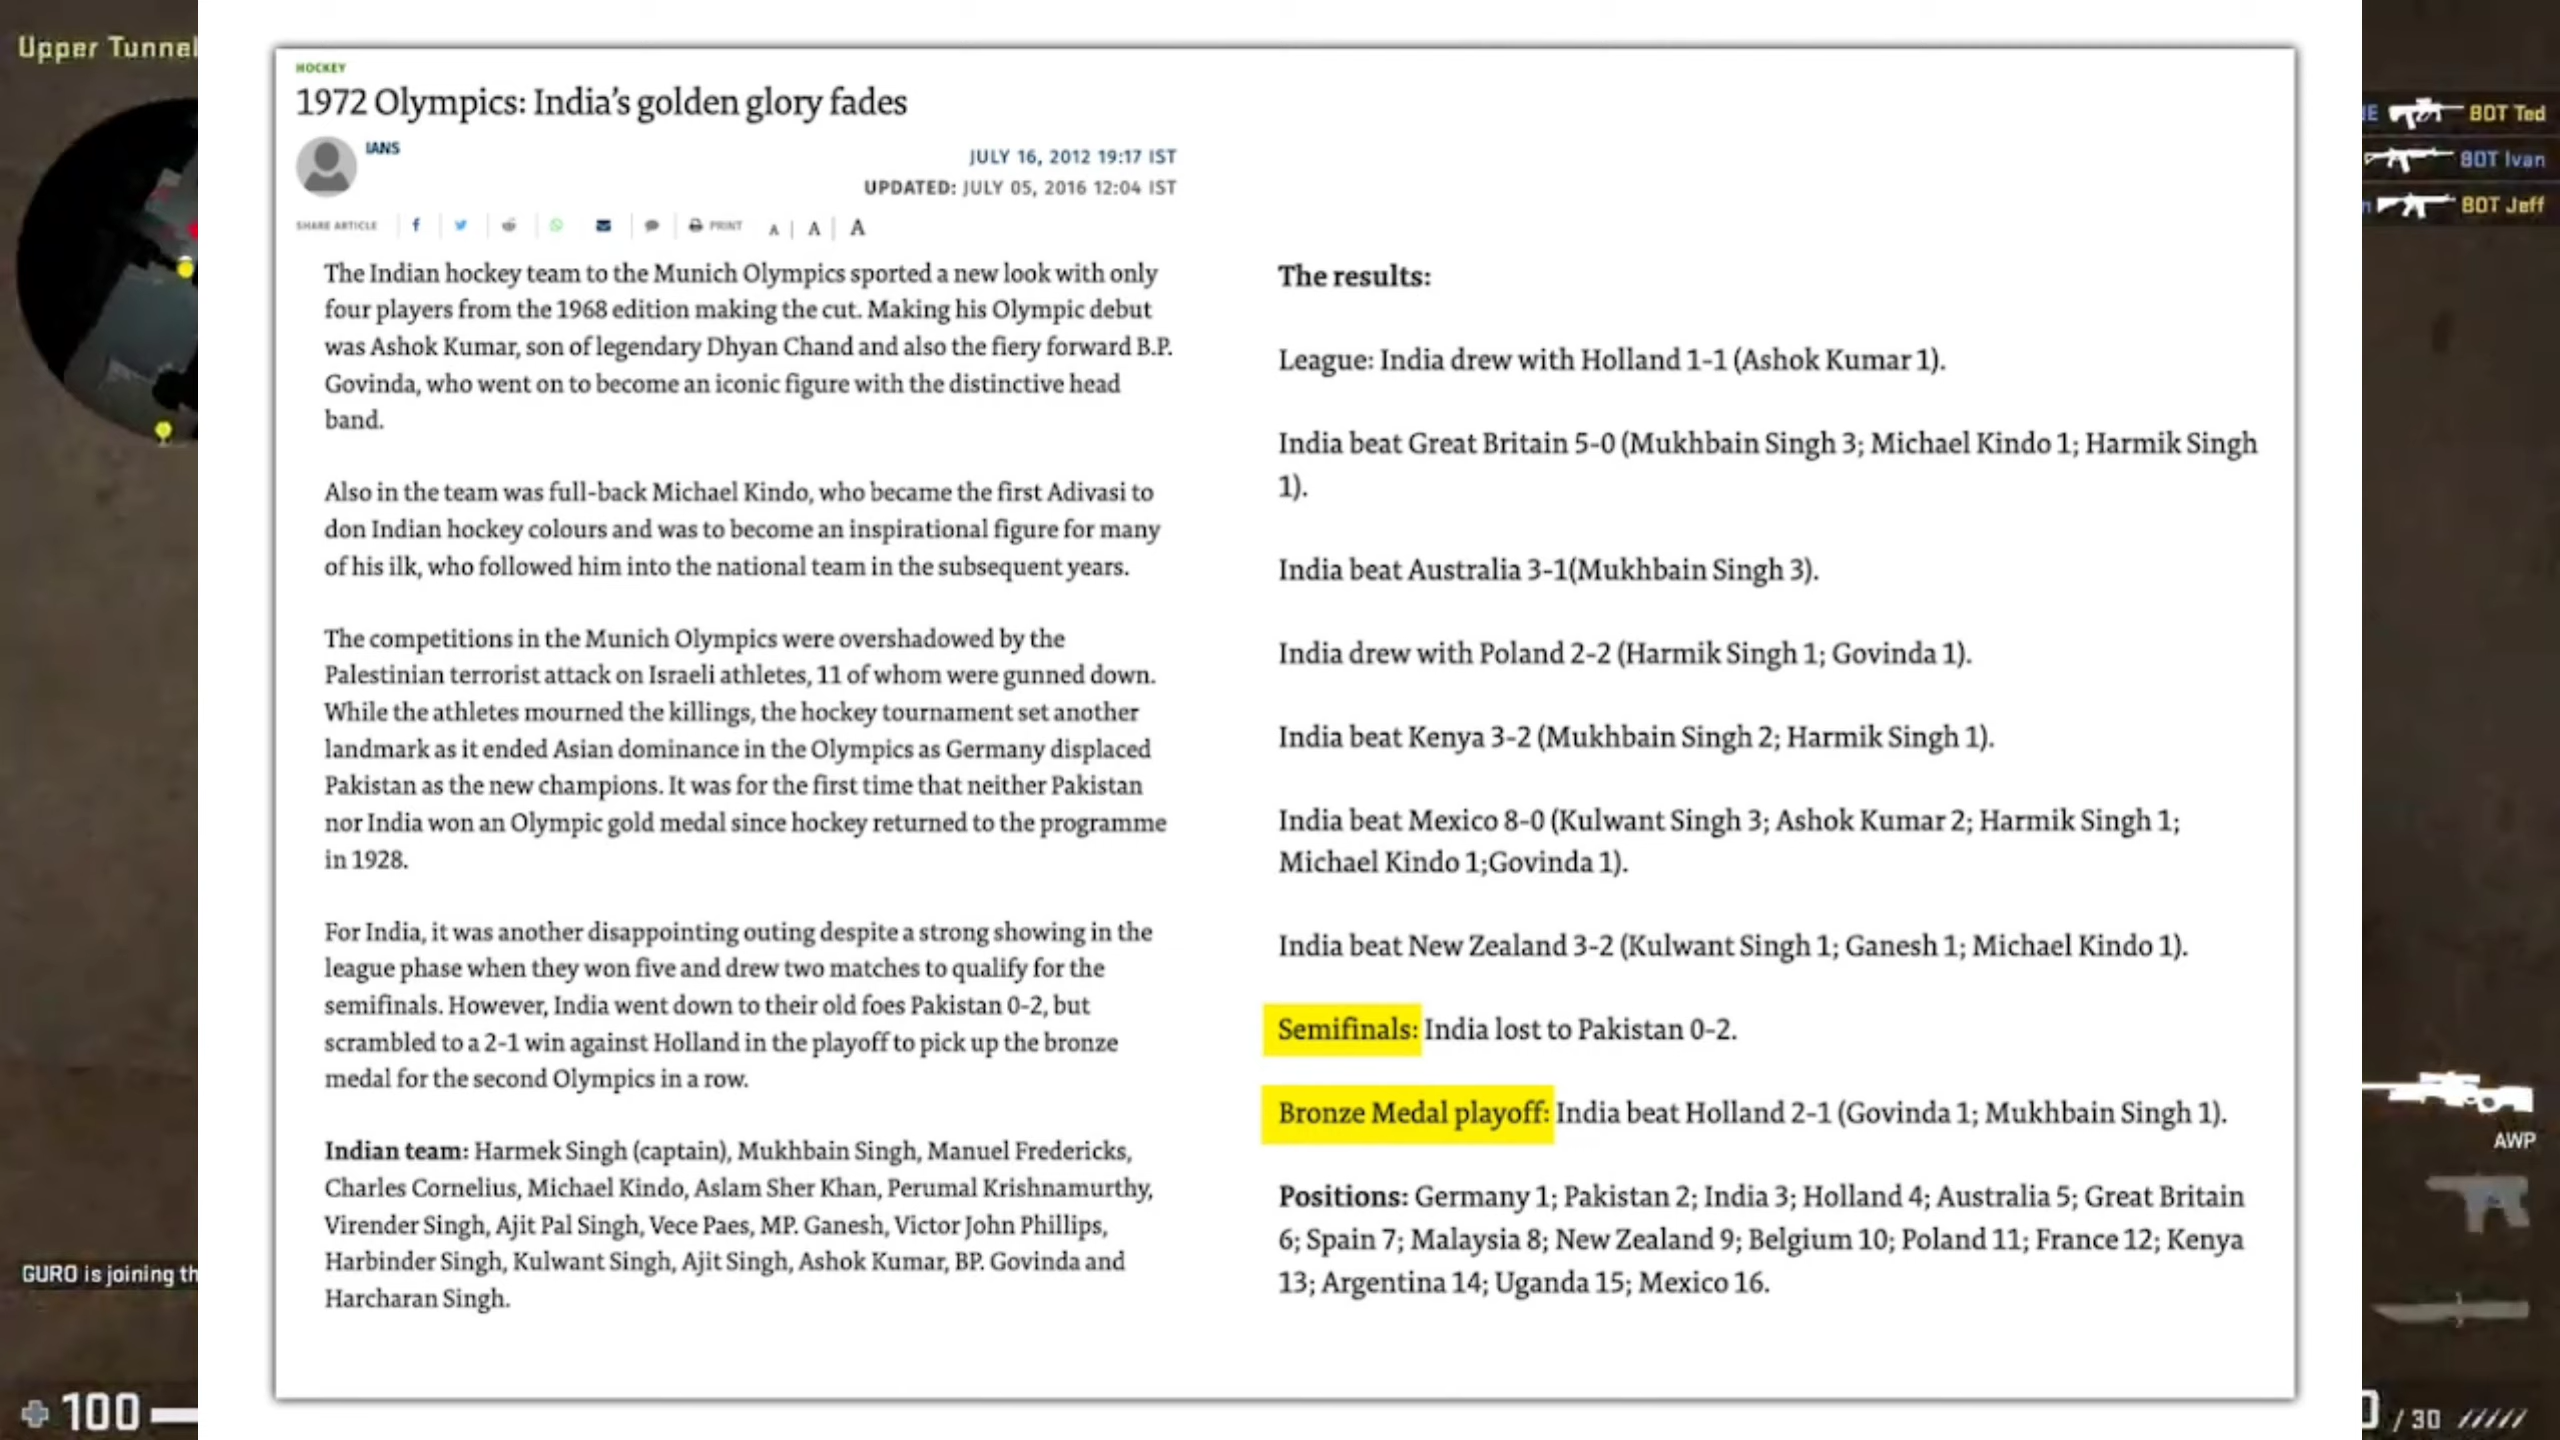 Upper Tunnel
HOCKEY
1972 Olympics: India's golden glory fades
IANS
JULY 16, 2012 19:17 IST
UPDATED: JULY 05, 2016 12:04 IST
SHARE ARTICLE
PRINT
A | A | A
The Indian hockey team to the Munich Olympics sported a new look with only
four players from the 1968 edition making the cut. Making his Olympic debut
was Ashok Kumar, son of legendary Dhyan Chand and also the fiery forward B.P.
Govinda, who went on to become an iconic figure with the distinctive head
band.
Also in the team was full-back Michael Kindo, who became the first Adivasi to
don Indian hockey colours and was to become an inspirational figure for many
of his ilk, who followed him into the national team in the subsequent years.
The competitions in the Munich Olympics were overshadowed by the
Palestinian terrorist attack on Israeli athletes, 11 of whom were gunned down.
While the athletes mourned the killings, the hockey tournament set another
landmark as it ended Asian dominance in the Olympics as Germany displaced
Pakistan as the new champions. It was for the first time that neither Pakistan
nor India won an Olympic gold medal since hockey returned to the programme
in 1928.
For India, it was another disappointing outing despite a strong showing in the
league phase when they won five and drew two matches to qualify for the
semifinals. However, India went down to their old foes Pakistan 0-2, but
scrambled to a 2-1 win against Holland in the playoff to pick up the bronze
medal for the second Olympics in a row.
Indian team: Harmek Singh (captain), Mukhbain Singh, Manuel Fredericks,
Charles Cornelius, Michael Kindo, Aslam Sher Khan, Perumal Krishnamurthy,
Virender Singh, Ajit Pal Singh, Vece Paes, MP. Ganesh, Victor John Phillips,
Harbinder Singh, Kulwant Singh, Ajit Singh, Ashok Kumar, BP. Govinda and
Harcharan Singh.
The results:
League: India drew with Holland 1-1 (Ashok Kumar 1).
India beat Great Britain 5-0 (Mukhbain Singh 3; Michael Kindo 1; Harmik Singh
1).
India beat Australia 3-1(Mukhbain Singh 3).
India drew with Poland 2-2 (Harmik Singh 1; Govinda 1).
India beat Kenya 3-2 (Mukhbain Singh 2; Harmik Singh 1).
India beat Mexico 8-0 (Kulwant Singh 3; Ashok Kumar 2; Harmik Singh 1;
Michael Kindo 1;Govinda 1).
India beat New Zealand 3-2 (Kulwant Singh 1; Ganesh 1; Michael Kindo 1).
Semifinals: India lost to Pakistan 0-2.
Bronze Medal playoff: India beat Holland 2-1 (Govinda 1; Mukhbain Singh 1).
Positions: Germany 1; Pakistan 2; India 3; Holland 4; Australia 5; Great Britain
6; Spain 7; Malaysia 8; New Zealand 9; Belgium 10; Poland 11; France 12; Kenya
13; Argentina 14; Uganda 15; Mexico 16.
BOT Ted
BOT Ivan
BOT Jeff
AWP
GURO is joining th
100
/ 30